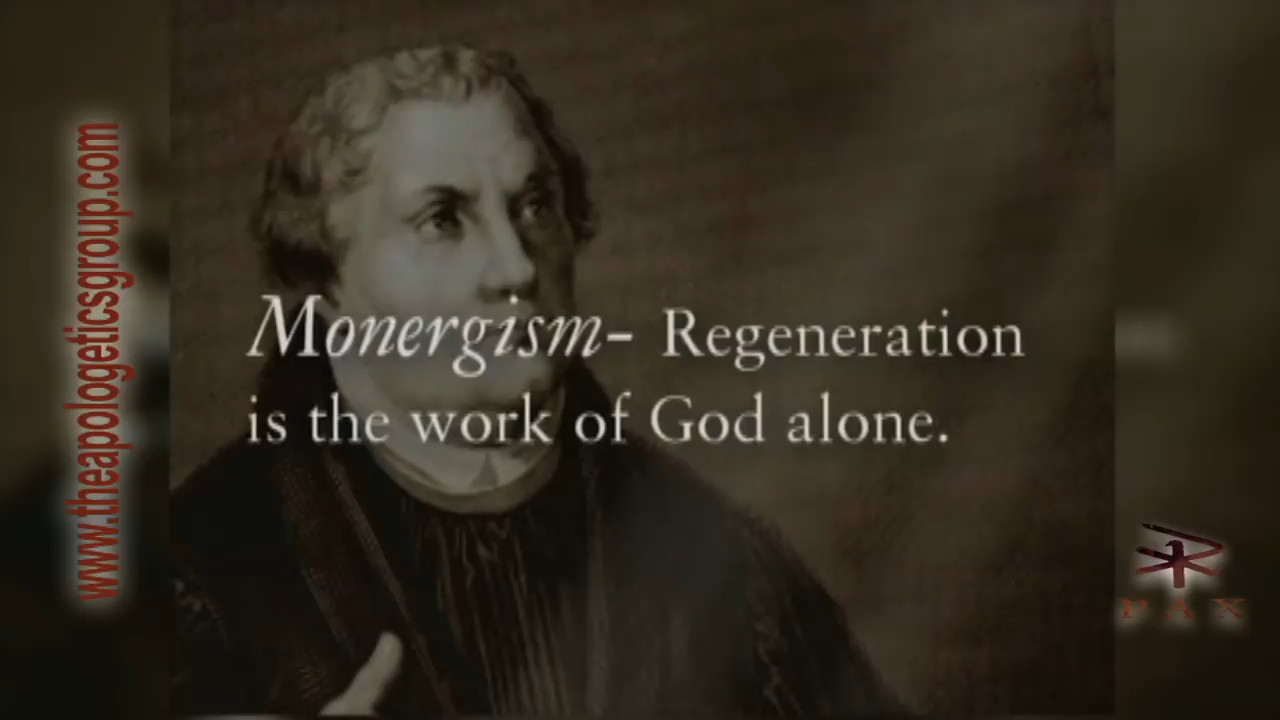 Monergism- Regeneration
is the work of God alone.
www.theapologeticsgroup.com
PAX